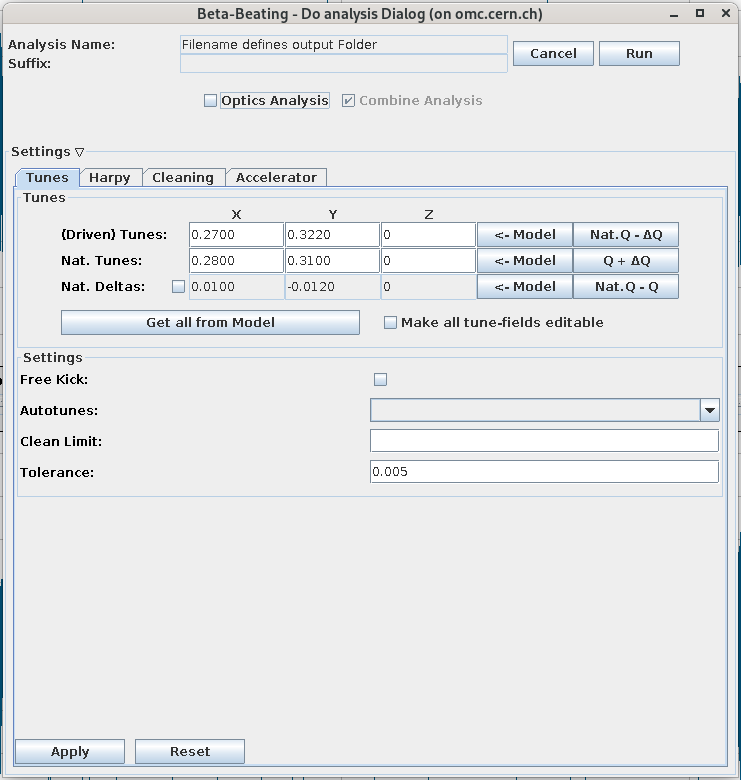 Beta-Beating - Do analysis Dialog (on omc.cern.ch)
Analysis Name: Filename defines output Folder
Suffix:
Cancel Run
Optics Analysis Combine Analysis
Settings ▽
Tunes Harpy Cleaning Accelerator
Tunes
X Y Z
(Driven) Tunes: 0.2700 0.3220 0 <- Model Nat.Q - ΔQ
Nat. Tunes: 0.2800 0.3100 0 <- Model Q + ΔQ
Nat. Deltas: 0.0100 -0.0120 0 <- Model Nat.Q - Q
Get all from Model Make all tune-fields editable
Settings
Free Kick:
Autotunes:
Clean Limit:
Tolerance: 0.005
Apply Reset